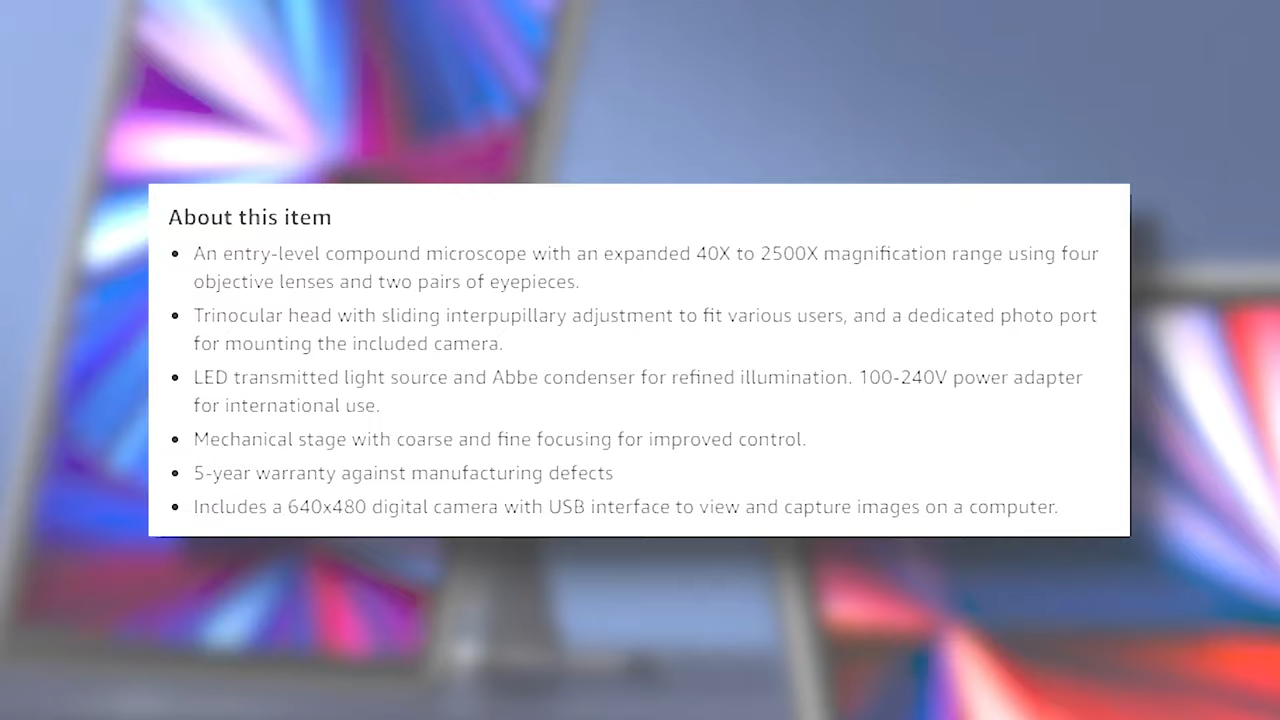 About this item
An entry-level compound microscope with an expanded 40X to 2500X magnification range using four
objective lenses and two pairs of eyepieces.
Trinocular head with sliding interpupillary adjustment to fit various users, and a dedicated photo port
for mounting the included camera.
LED transmitted light source and Abbe condenser for refined illumination. 100-240V power adapter
for international use.
Mechanical stage with coarse and fine focusing for improved control.
5-year warranty against manufacturing defects
Includes a 640x480 digital camera with USB interface to view and capture images on a computer.